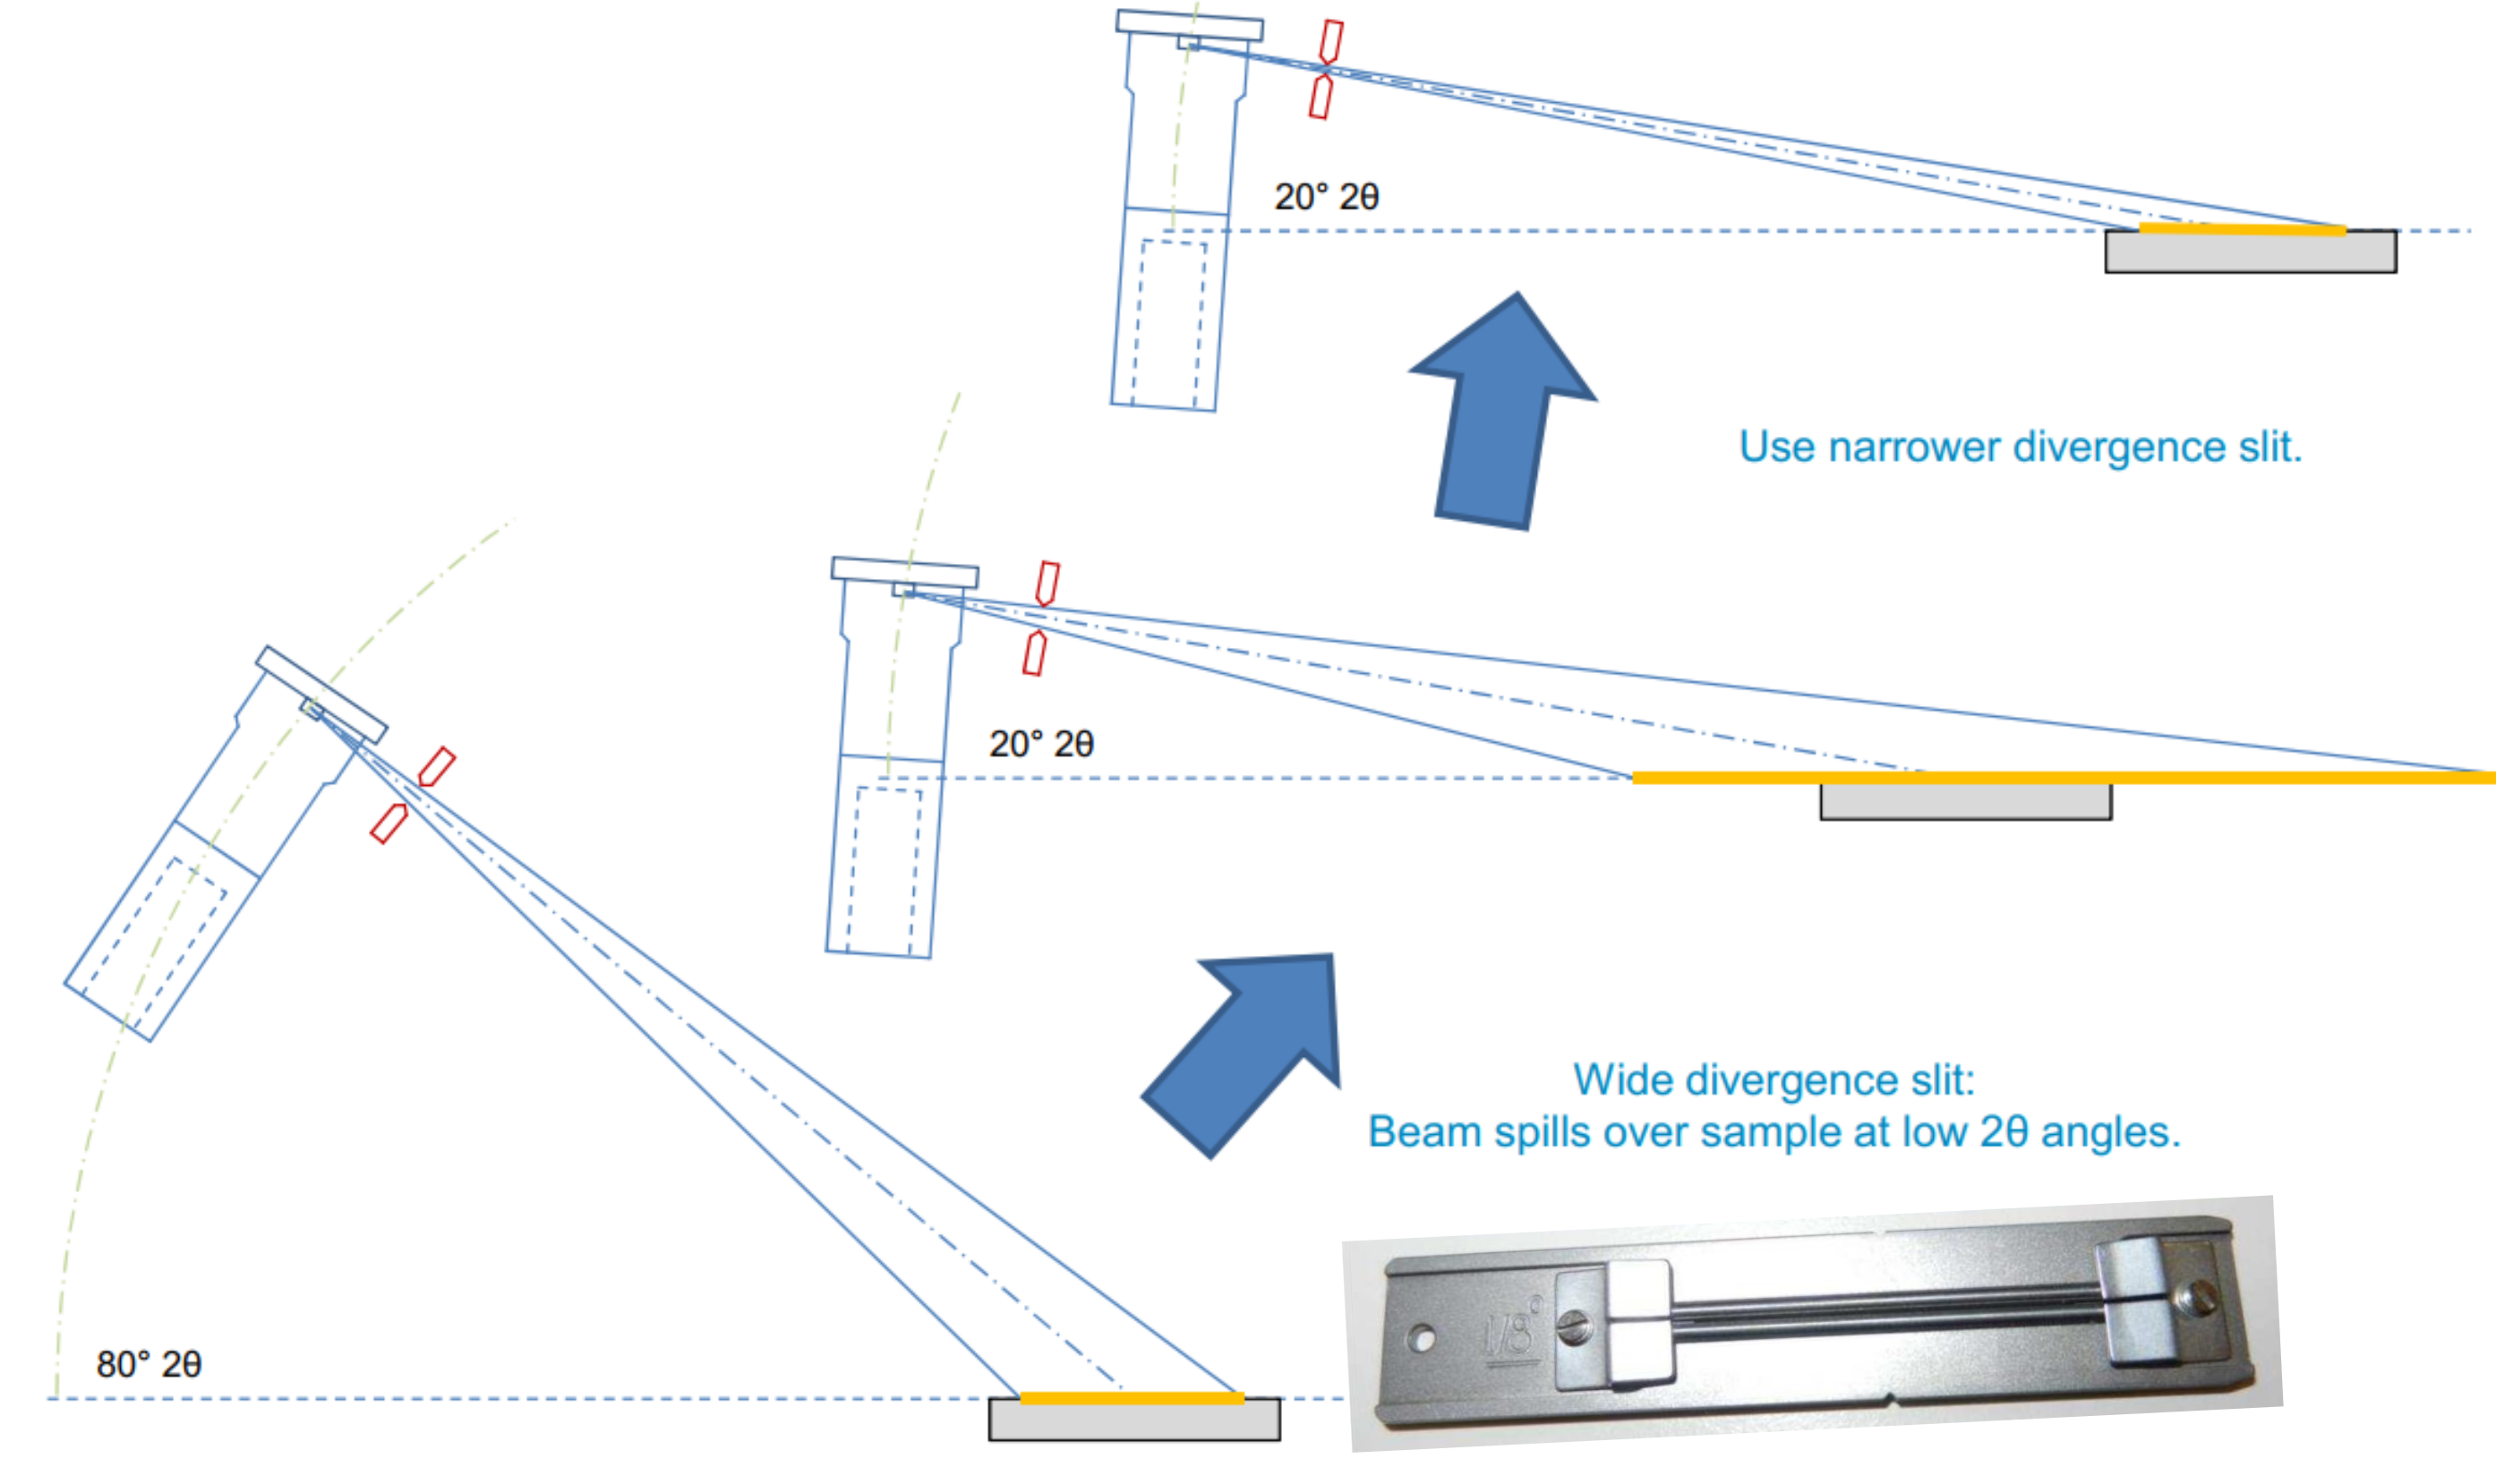 20° 2θ
Use narrower divergence slit.
20° 2θ
Wide divergence slit:
Beam spills over sample at low 2θ angles.
1/8°
80° 2θ